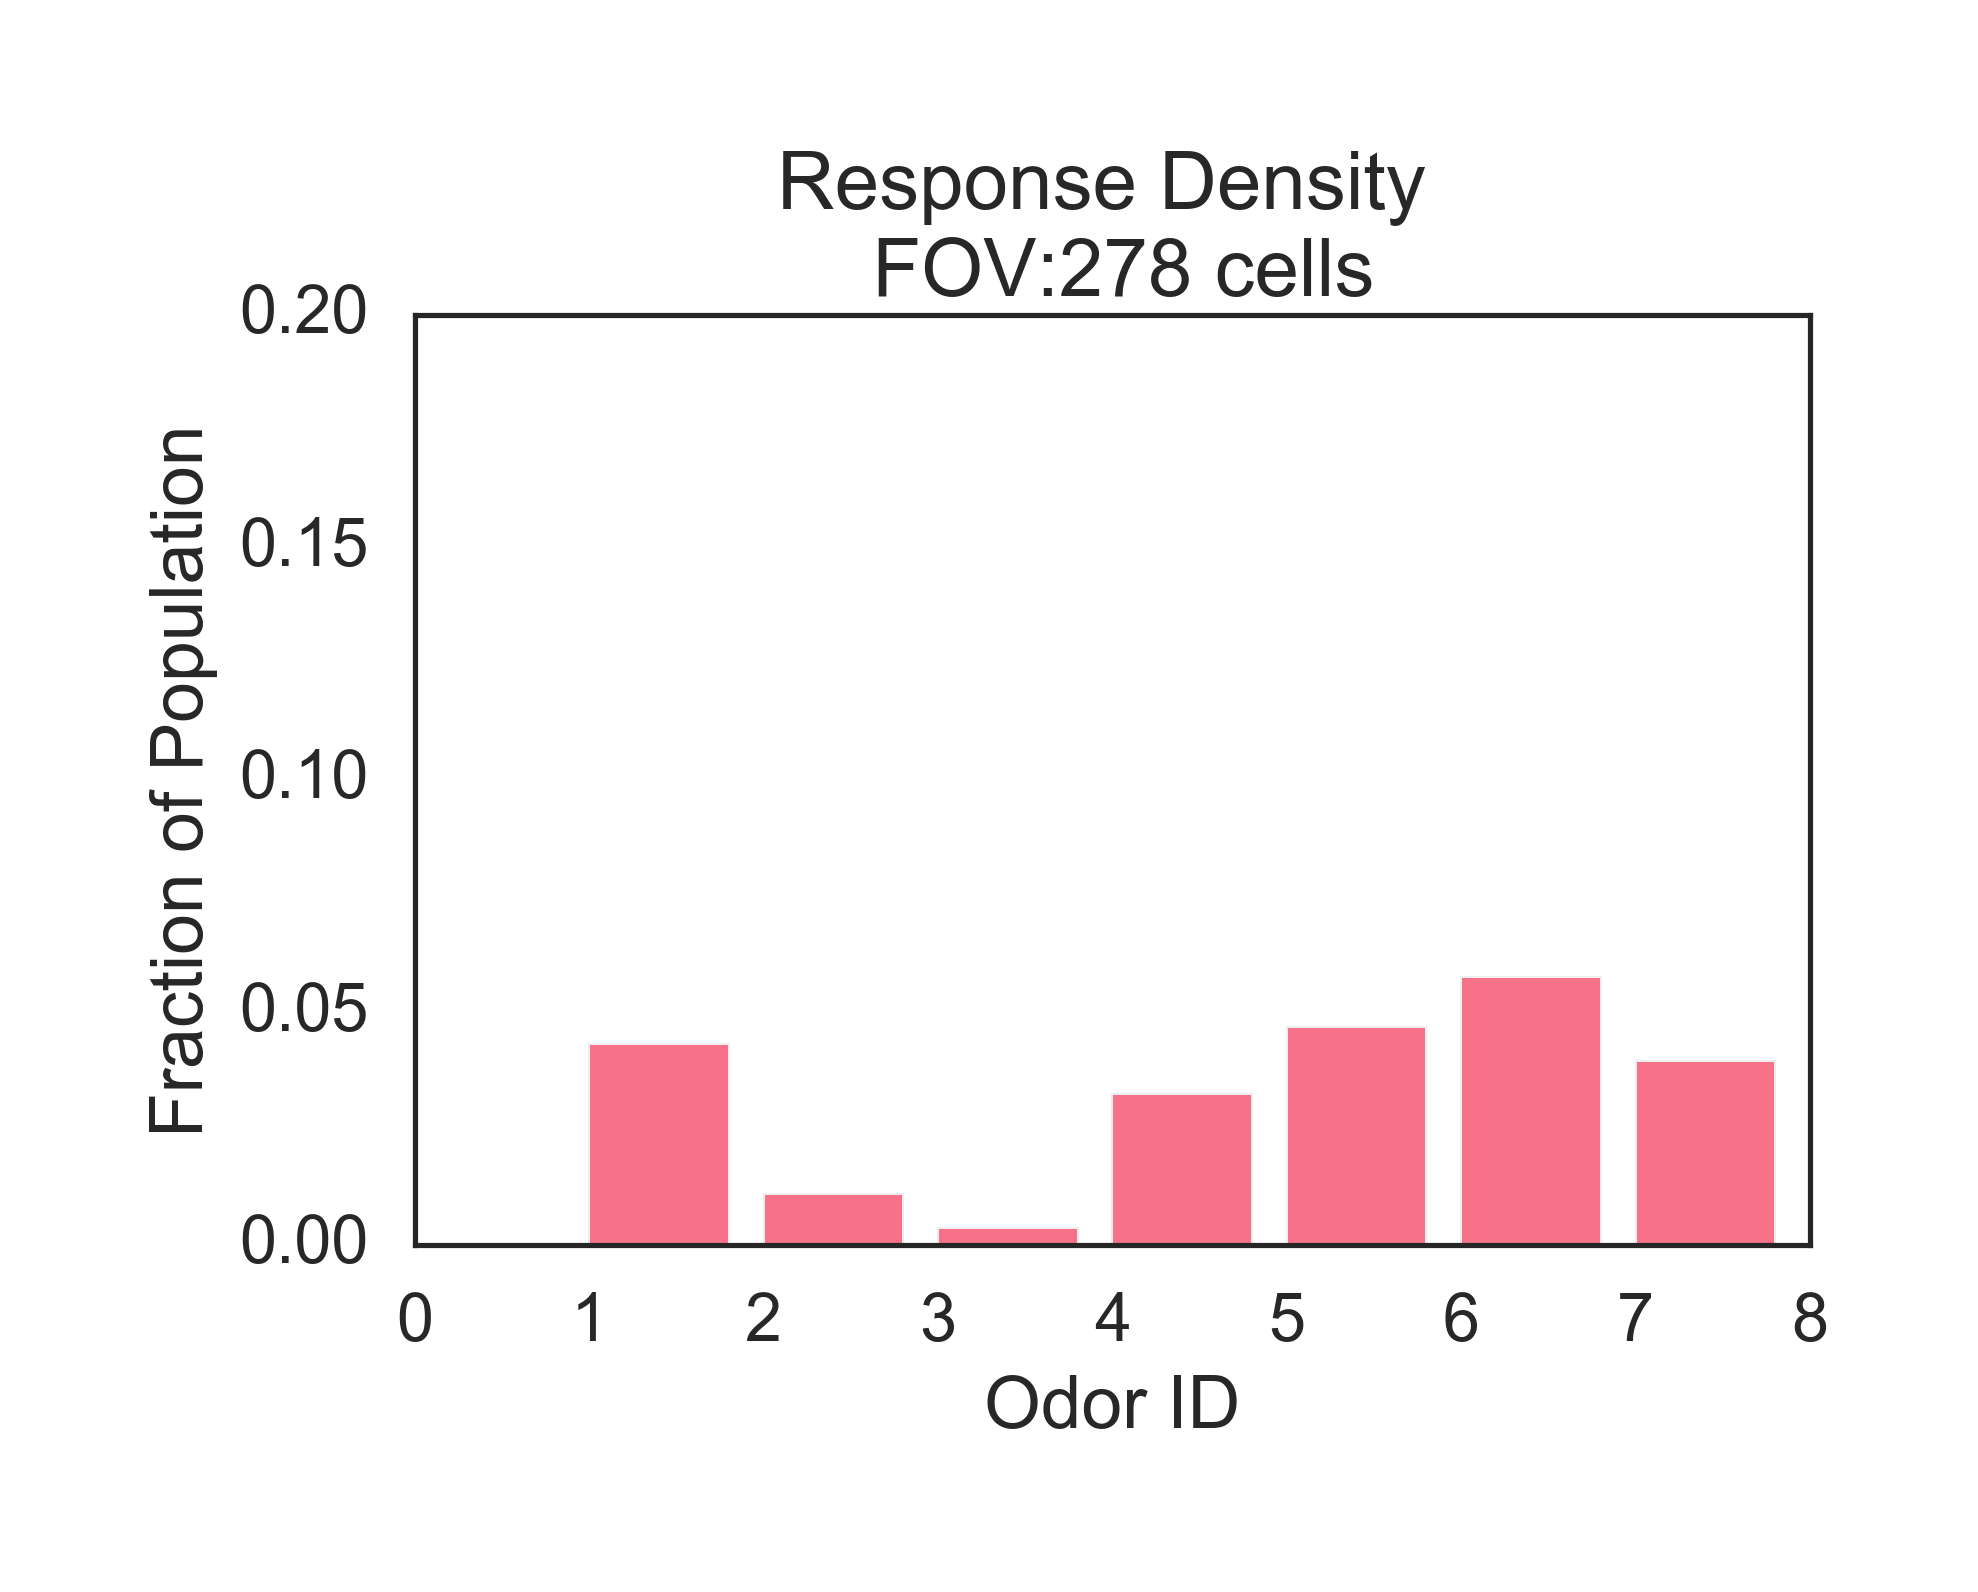 Response Density
FOV:278 cells
0.20
0.15
0.10
0.05
0.00
Fraction of Population
0 1 2 3 4 5 6 7 8
Odor ID